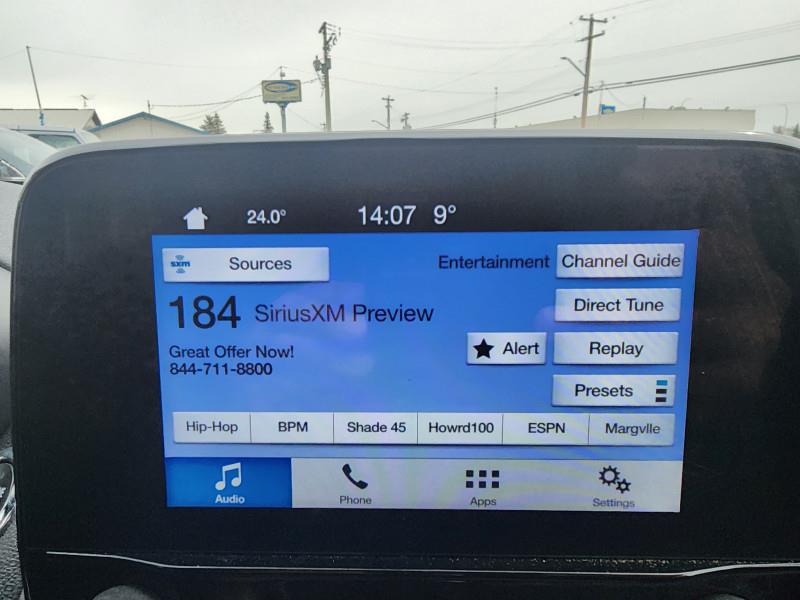 24.0° 14:07 9°
sxm Sources Entertainment Channel Guide
184 SiriusXM Preview Direct Tune
Great Offer Now! Alert Replay
844-711-8800
Presets
Hip-Hop BPM Shade 45 Howrd100 ESPN Margvlle
Audio Phone Apps Settings